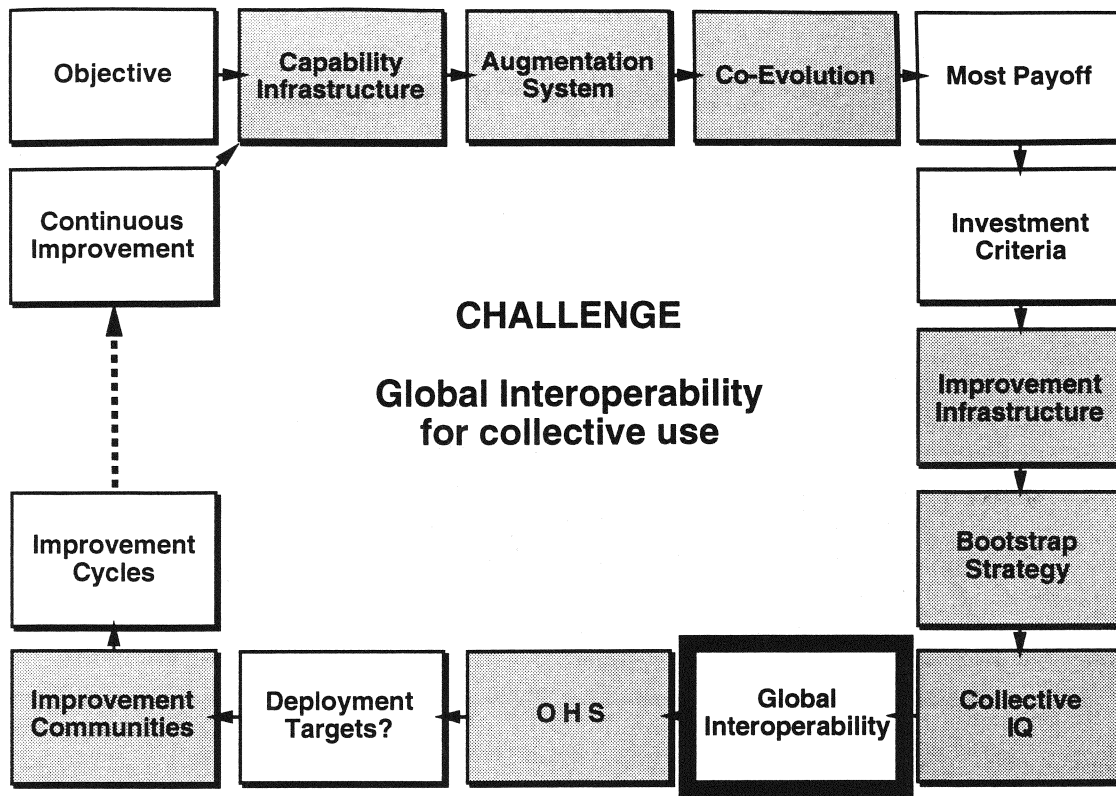 Objective
Capability
Infrastructure
Augmentation
System
Co-Evolution
Most Payoff
Continuous
Improvement
Investment
Criteria
CHALLENGE
Global Interoperability
for collective use
Improvement
Infrastructure
Improvement
Cycles
Bootstrap
Strategy
Improvement
Communities
Deployment
Targets?
O H S
Global
Interoperability
Collective
IQ